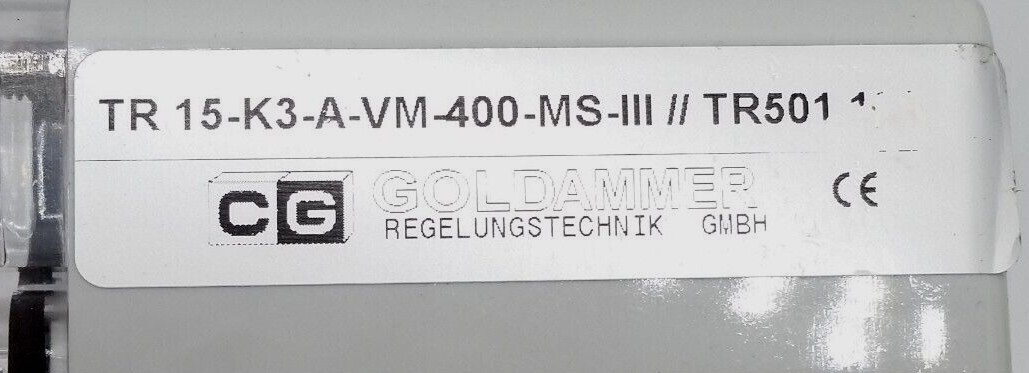 TR 15-K3-A-VM-400-MS-III // TR501
CG
GOLDAMMER
REGELUNGSTECHNIK GMBH
CE